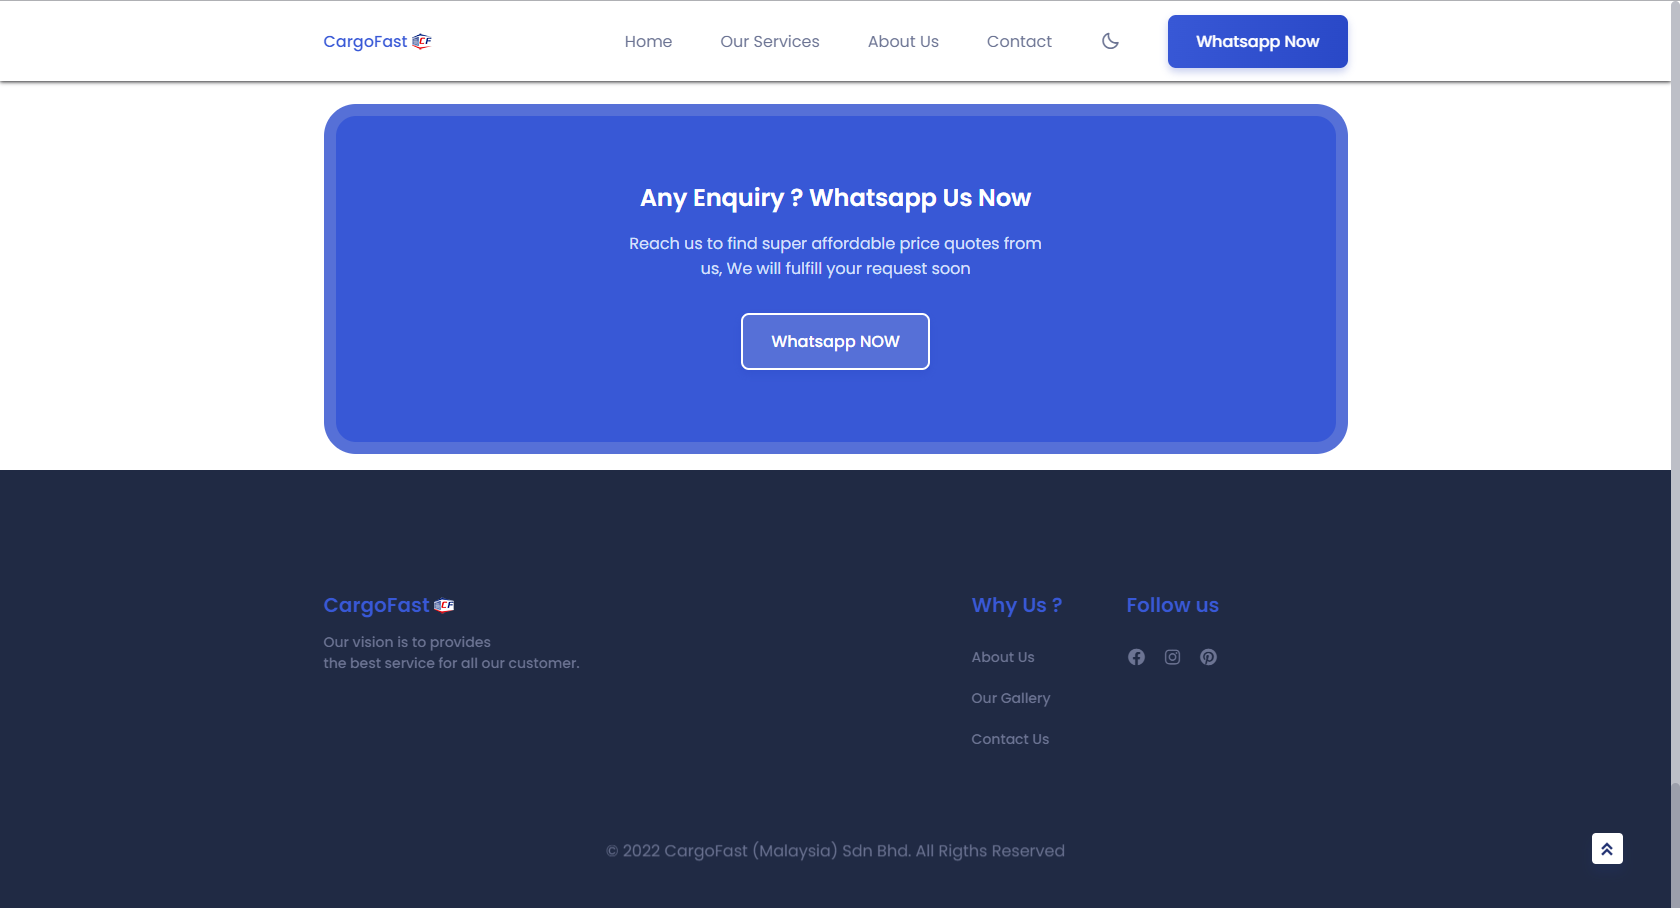 CargoFast CF
Home
Our Services
About Us
Contact
Whatsapp Now
Any Enquiry ? Whatsapp Us Now
Reach us to find super affordable price quotes from
us, We will fulfill your request soon
Whatsapp NOW
CargoFast CF
Our vision is to provides
the best service for all our customer.
Why Us ?
About Us
Our Gallery
Contact Us
Follow us
© 2022 CargoFast (Malaysia) Sdn Bhd. All Rigths Reserved